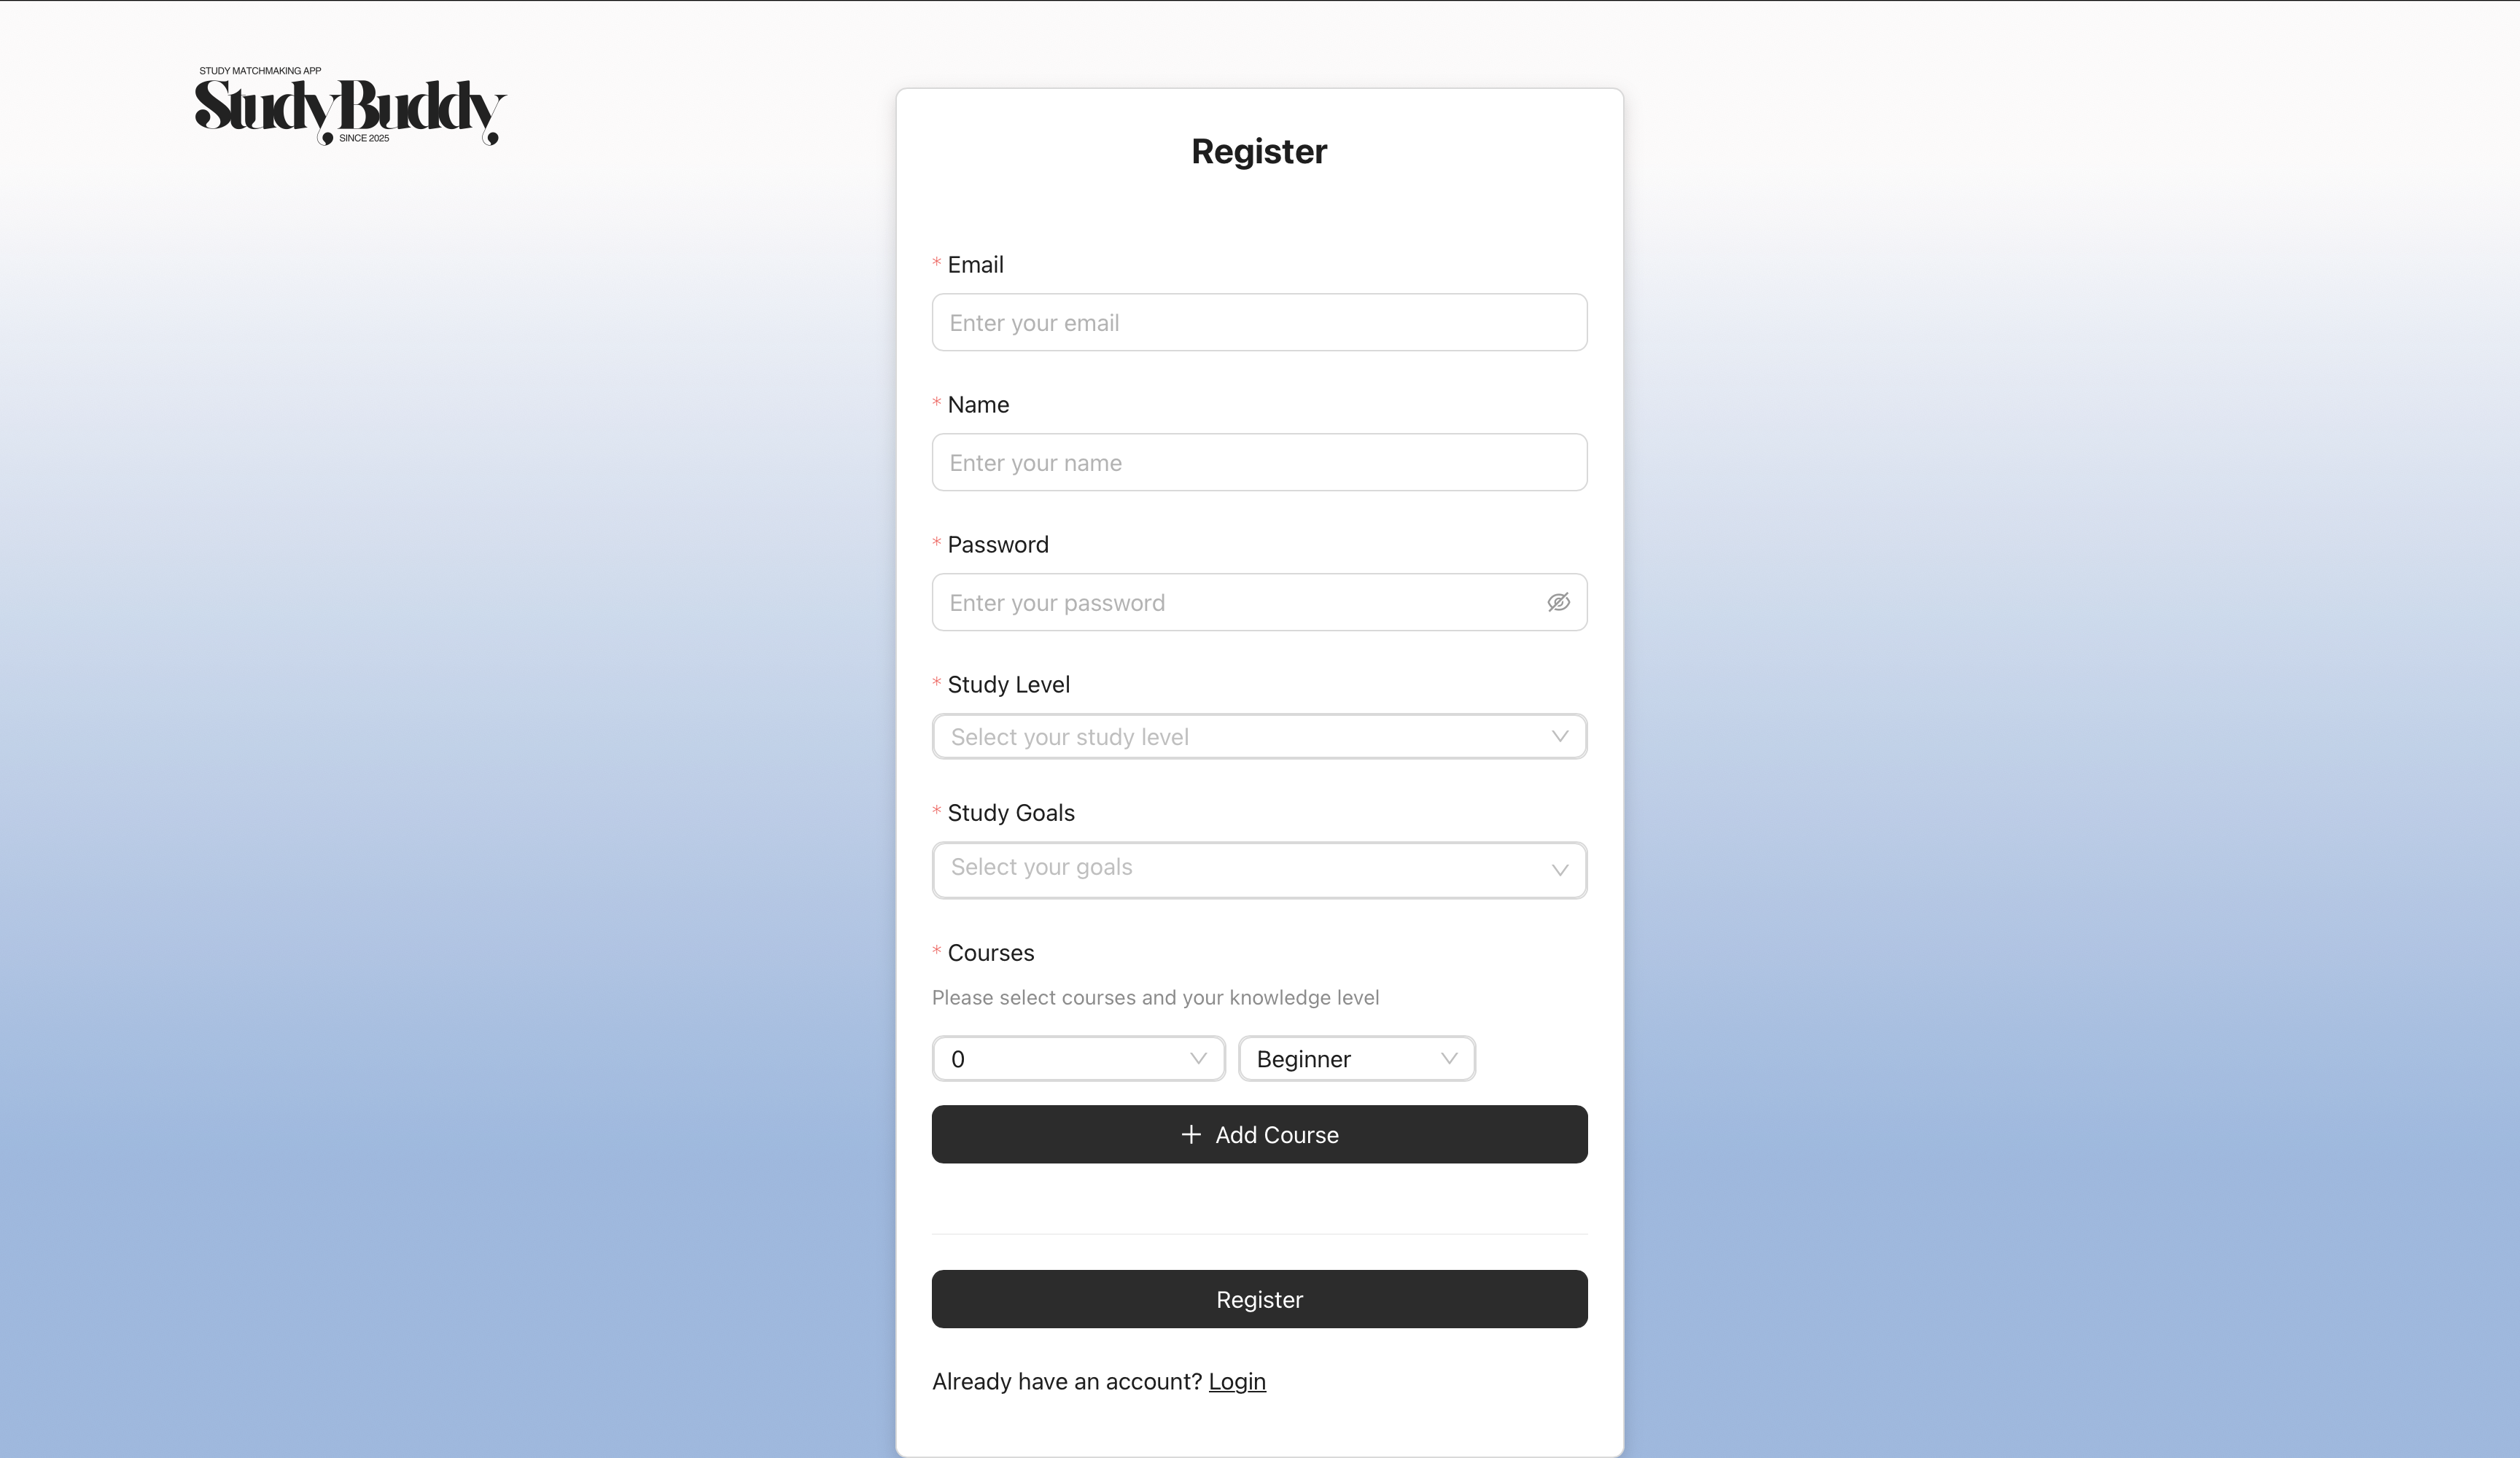 STUDY MATCHMAKING APP
StudyBuddy
SINCE 2025
Register
* Email
Enter your email
* Name
Enter your name
* Password
Enter your password
* Study Level
Select your study level
* Study Goals
Select your goals
* Courses
Please select courses and your knowledge level
0 Beginner
+ Add Course
Register
Already have an account? Login